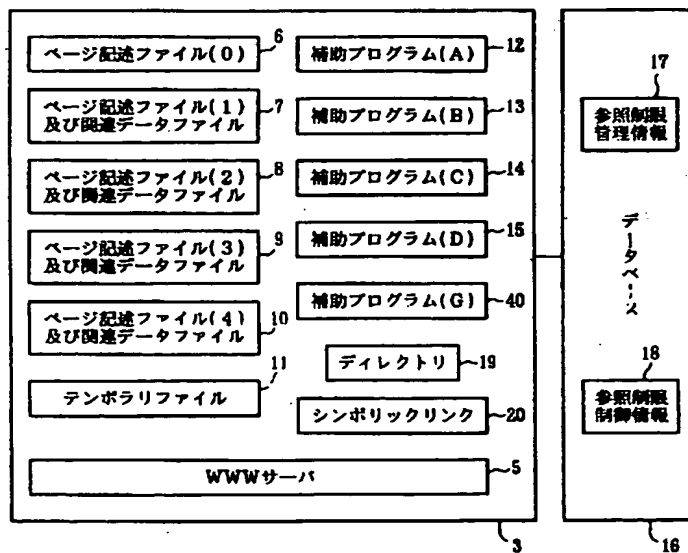 ページ記述ファイル(0)
6
ページ記述ファイル(1)
及び関連データファイル
7
ページ記述ファイル(2)
及び関連データファイル
8
ページ記述ファイル(3)
及び関連データファイル
9
ページ記述ファイル(4)
及び関連データファイル
10
テンポラリファイル
11
補助プログラム(A)
12
補助プログラム(B)
13
補助プログラム(C)
14
補助プログラム(D)
15
補助プログラム(G)
40
ディレクトリ
19
シンボリックリンク
20
WWWサーバ
5
3
17
参照制限
管理情報
データベース
18
参照制限
制御情報
16